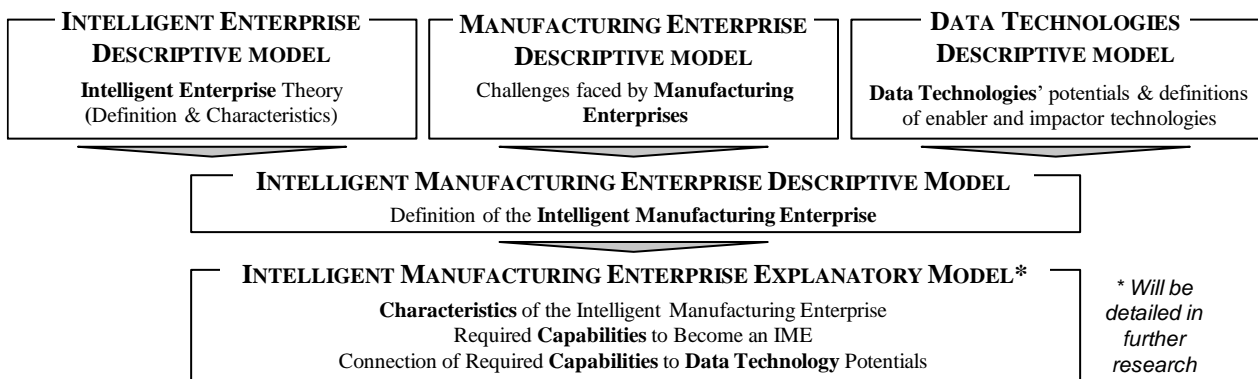 INTELLIGENT ENTERPRISE
DESCRIPTIVE MODEL
Intelligent Enterprise Theory
(Definition & Characteristics)
MANUFACTURING ENTERPRISE
DESCRIPTIVE MODEL
Challenges faced by Manufacturing
Enterprises
DATA TECHNOLOGIES
DESCRIPTIVE MODEL
Data Technologies' potentials & definitions
of enabler and impactor technologies
INTELLIGENT MANUFACTURING ENTERPRISE DESCRIPTIVE MODEL
Definition of the Intelligent Manufacturing Enterprise
INTELLIGENT MANUFACTURING ENTERPRISE EXPLANATORY MODEL*
Characteristics of the Intelligent Manufacturing Enterprise
Required Capabilities to Become an IME
Connection of Required Capabilities to Data Technology Potentials
* Will be
detailed in
further
research